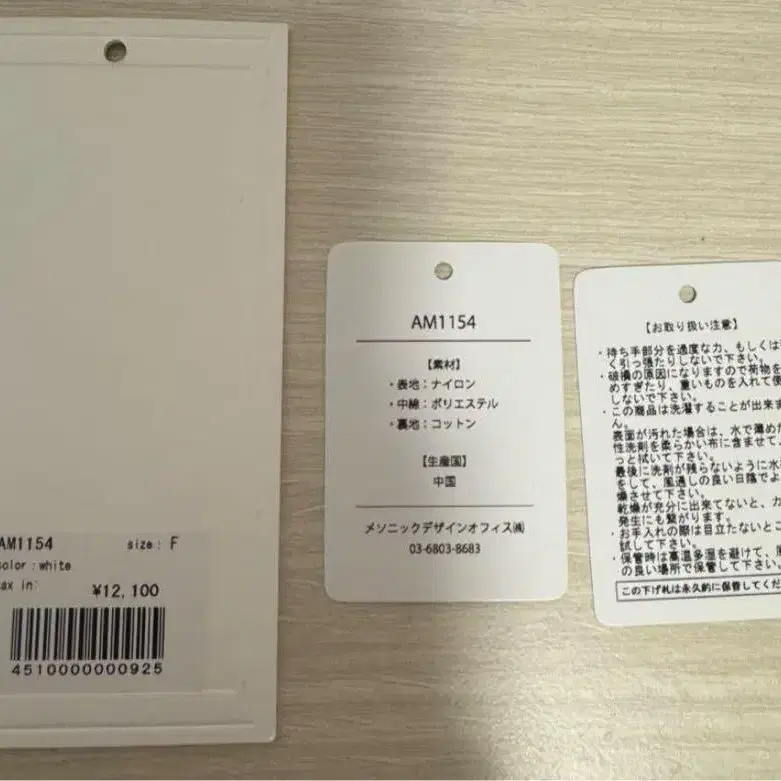 AM1154
size: F
color:white
tax in:
¥12,100
4510000000925
AM1154
【素材】
・表地:ナイロン
・中綿:ポリエステル
・裏地:コットン
【生産国】
中国
メソニックデザインオフィス㈱
03-6803-8683
【お取り扱い注意】
・持ち手部分を過度な力、もしくは
く引っ張たりしないで下さい。
・破損の原因になりますので荷物を
めすぎたり、重いものを入れて使
しないで下さい。
・この商品は洗濯することが出来ま
ん。
表面が汚れた場合は、水で薄めた
性洗剤を柔らかい布に含ませて、
っと拭いて下さい。
最後に洗剤が残らないように水
をして、風通しの良い日陰でよ
燥させて下さい。
乾燥が充分に出来てないと、カ
発生にも繋がります。
・お手入れの際は目立たないとこ
試して下さい。
・保管時は高温多湿を避けて、風
の良い場所で保管して下さい。
この下げ札は永久的に保管してくだ